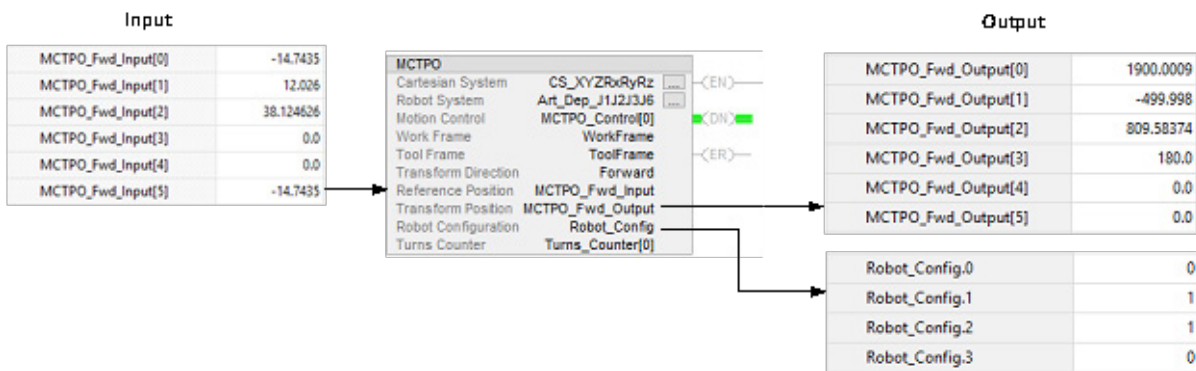 Input
MCTPO_Fwd_Input[0] -14.7435
MCTPO_Fwd_Input[1] 12.026
MCTPO_Fwd_Input[2] 38.124626
MCTPO_Fwd_Input[3] 0.0
MCTPO_Fwd_Input[4] 0.0
MCTPO_Fwd_Input[5] -14.7435
MCTPO
Cartesian System CS_XYZRxRyRz ... (EN)
Robot System Art_Dep_J1J2J3J6 ...
Motion Control MCTPO_Control[0] (DN)
Work Frame WorkFrame
Tool Frame ToolFrame (ER)
Transform Direction Forward
Reference Position MCTPO_Fwd_Input
Transform Position MCTPO_Fwd_Output
Robot Configuration Robot_Config
Turns Counter Turns_Counter[0]
Output
MCTPO_Fwd_Output[0] 1900.0009
MCTPO_Fwd_Output[1] -499.998
MCTPO_Fwd_Output[2] 809.58374
MCTPO_Fwd_Output[3] 180.0
MCTPO_Fwd_Output[4] 0.0
MCTPO_Fwd_Output[5] 0.0
Robot_Config.0 0
Robot_Config.1 1
Robot_Config.2 1
Robot_Config.3 0